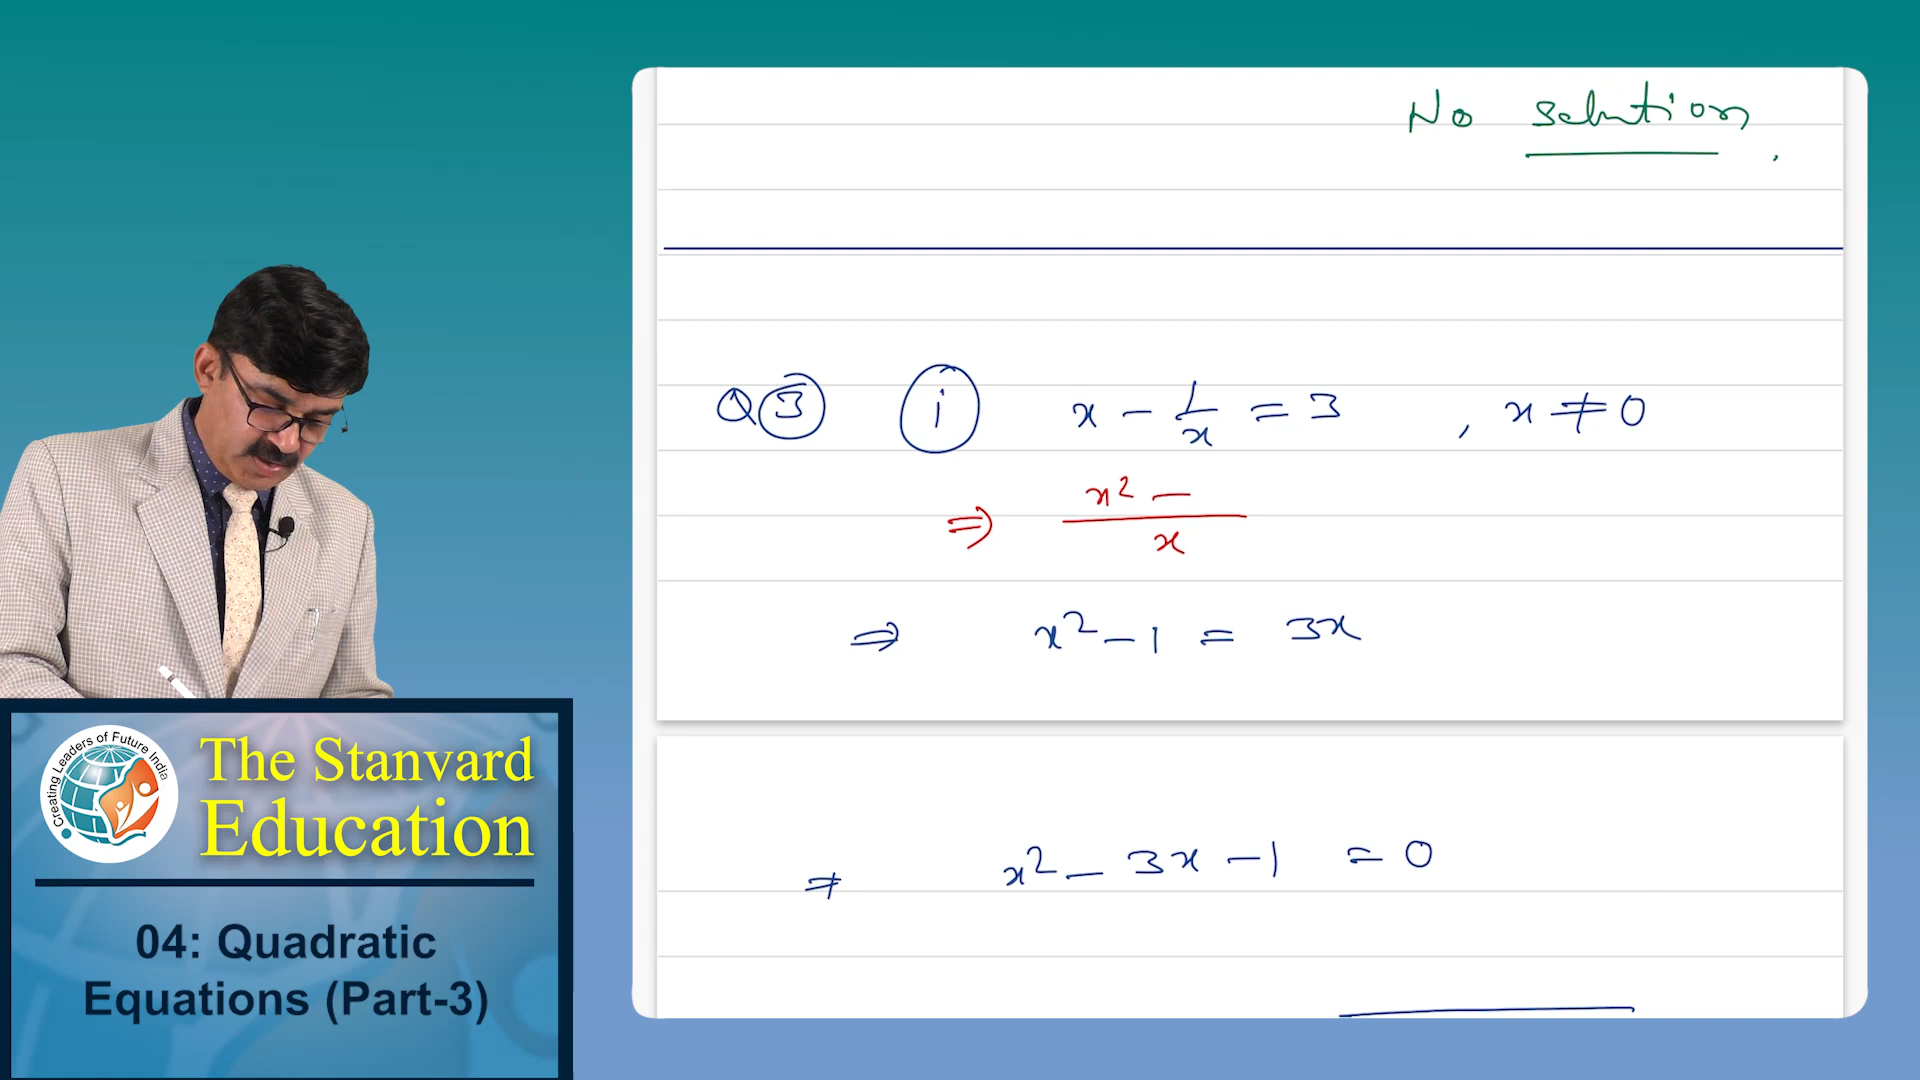 No solution.
Q 3 i x - 1/x = 3 , x ≠ 0
⇒ x² - / x
⇒ x² - 1 = 3x
⇒ x² - 3x - 1 = 0
Creating Leaders of Future India
The Stanvard
Education
04: Quadratic
Equations (Part-3)